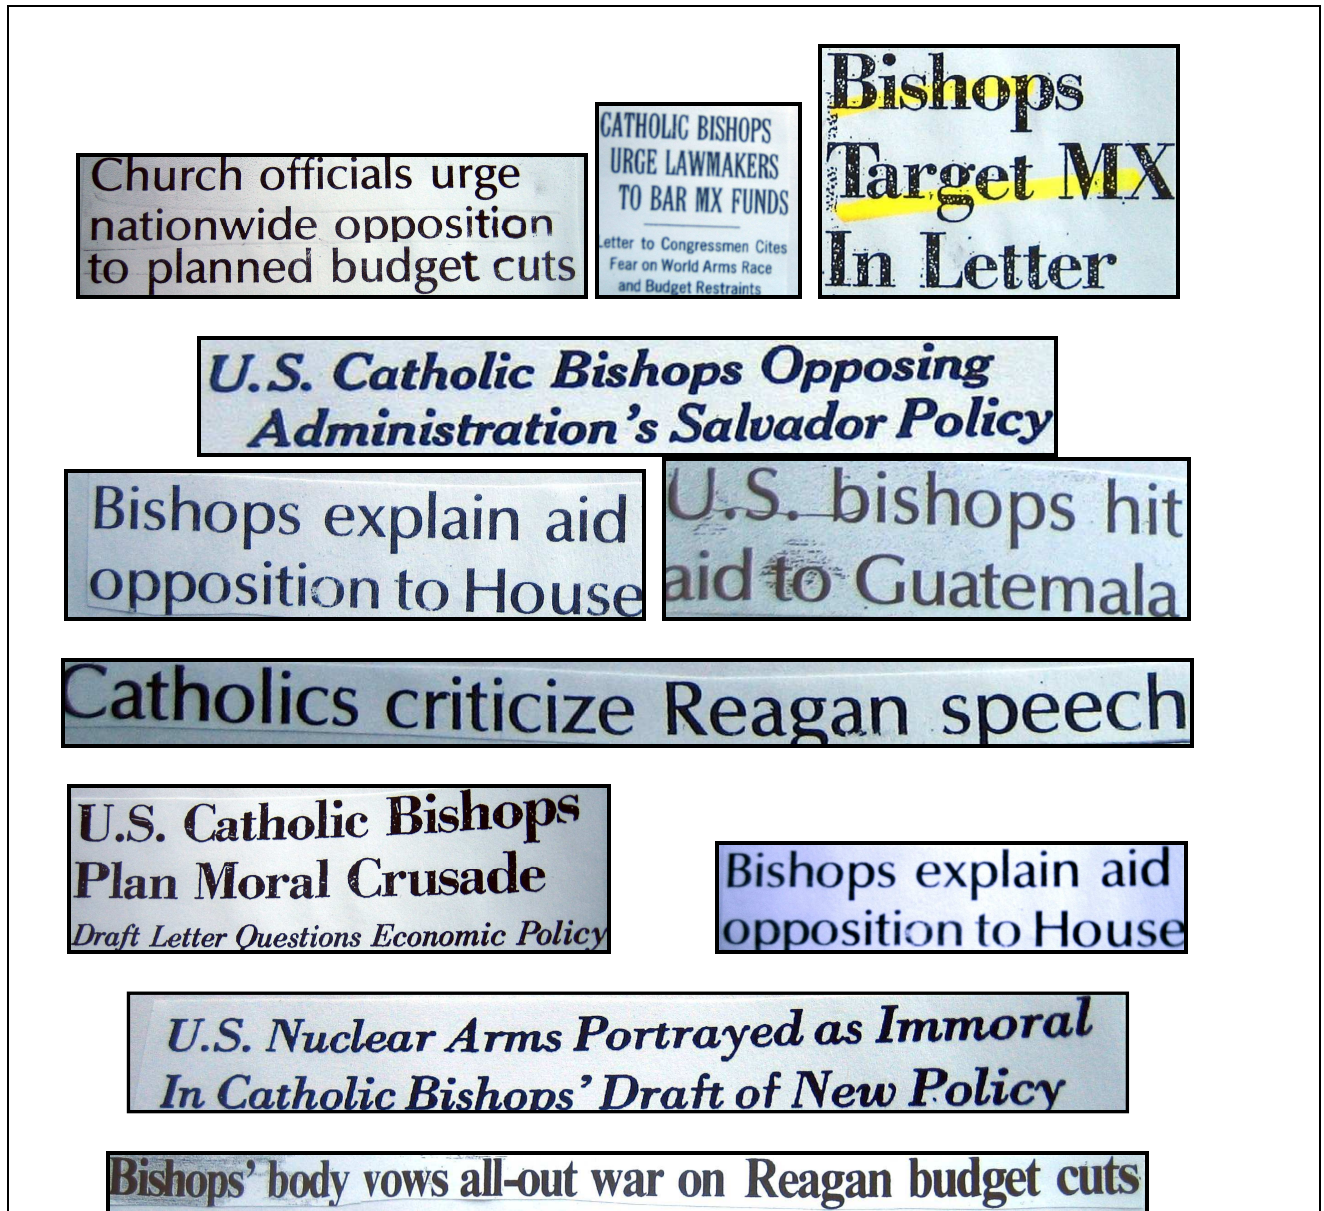 Church officials urge
nationwide opposition
to planned budget cuts
CATHOLIC BISHOPS
URGE LAWMAKERS
TO BAR MX FUNDS
Letter to Congressmen Cites
Fear on World Arms Race
and Budget Restraints
Bishops
Target MX
In Letter
U.S. Catholic Bishops Opposing
Administration's Salvador Policy
Bishops explain aid
opposition to House
U.S. bishops hit
aid to Guatemala
Catholics criticize Reagan speech
U.S. Catholic Bishops
Plan Moral Crusade
Draft Letter Questions Economic Policy
Bishops explain aid
opposition to House
U.S. Nuclear Arms Portrayed as Immoral
In Catholic Bishops' Draft of New Policy
Bishops' body vows all-out war on Reagan budget cuts